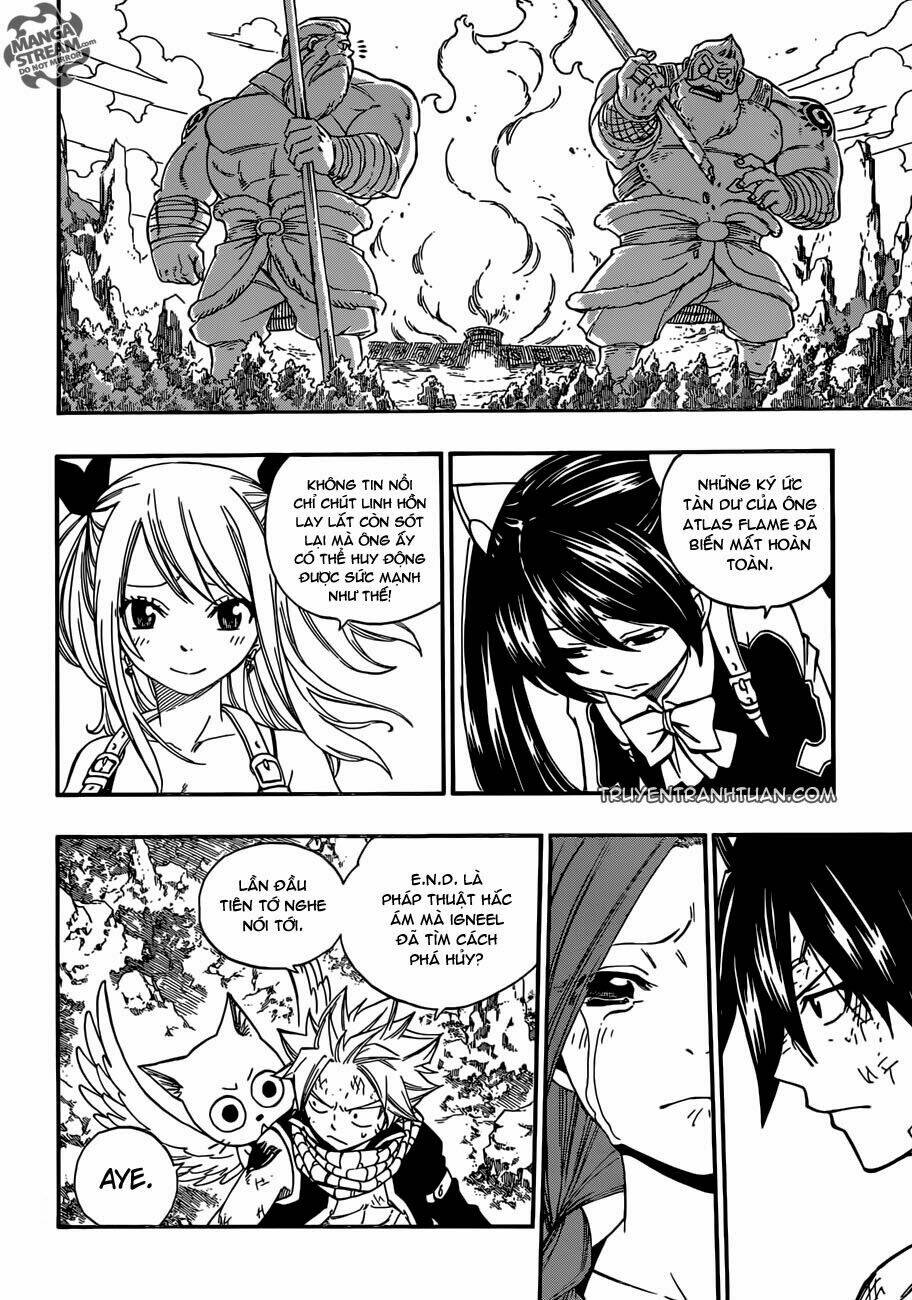 MANGA
STREAM.com
DO NOT MIRROR!
NHỮNG KÝ ỨC
TÀN DƯ CỦA ÔNG
ATLAS FLAME ĐÃ
BIẾN MẤT HOÀN
TOÀN.
KHÔNG TIN NỔI
CHỈ CHÚT LINH HỒN
LAY LẮT CÒN SÓT
LẠI MÀ ÔNG ẤY
CÓ THỂ HUY ĐỘNG
ĐƯỢC SỨC MẠNH
NHƯ THẾ!
TRUYENTRANHTUAN.COM
E.N.D. LÀ
PHÁP THUẬT HẮC
ÁM MÀ IGNEEL
ĐÃ TÌM CÁCH
PHÁ HỦY?
LẦN ĐẦU
TIÊN TỚ NGHE
NÓI TỚI.
AYE.